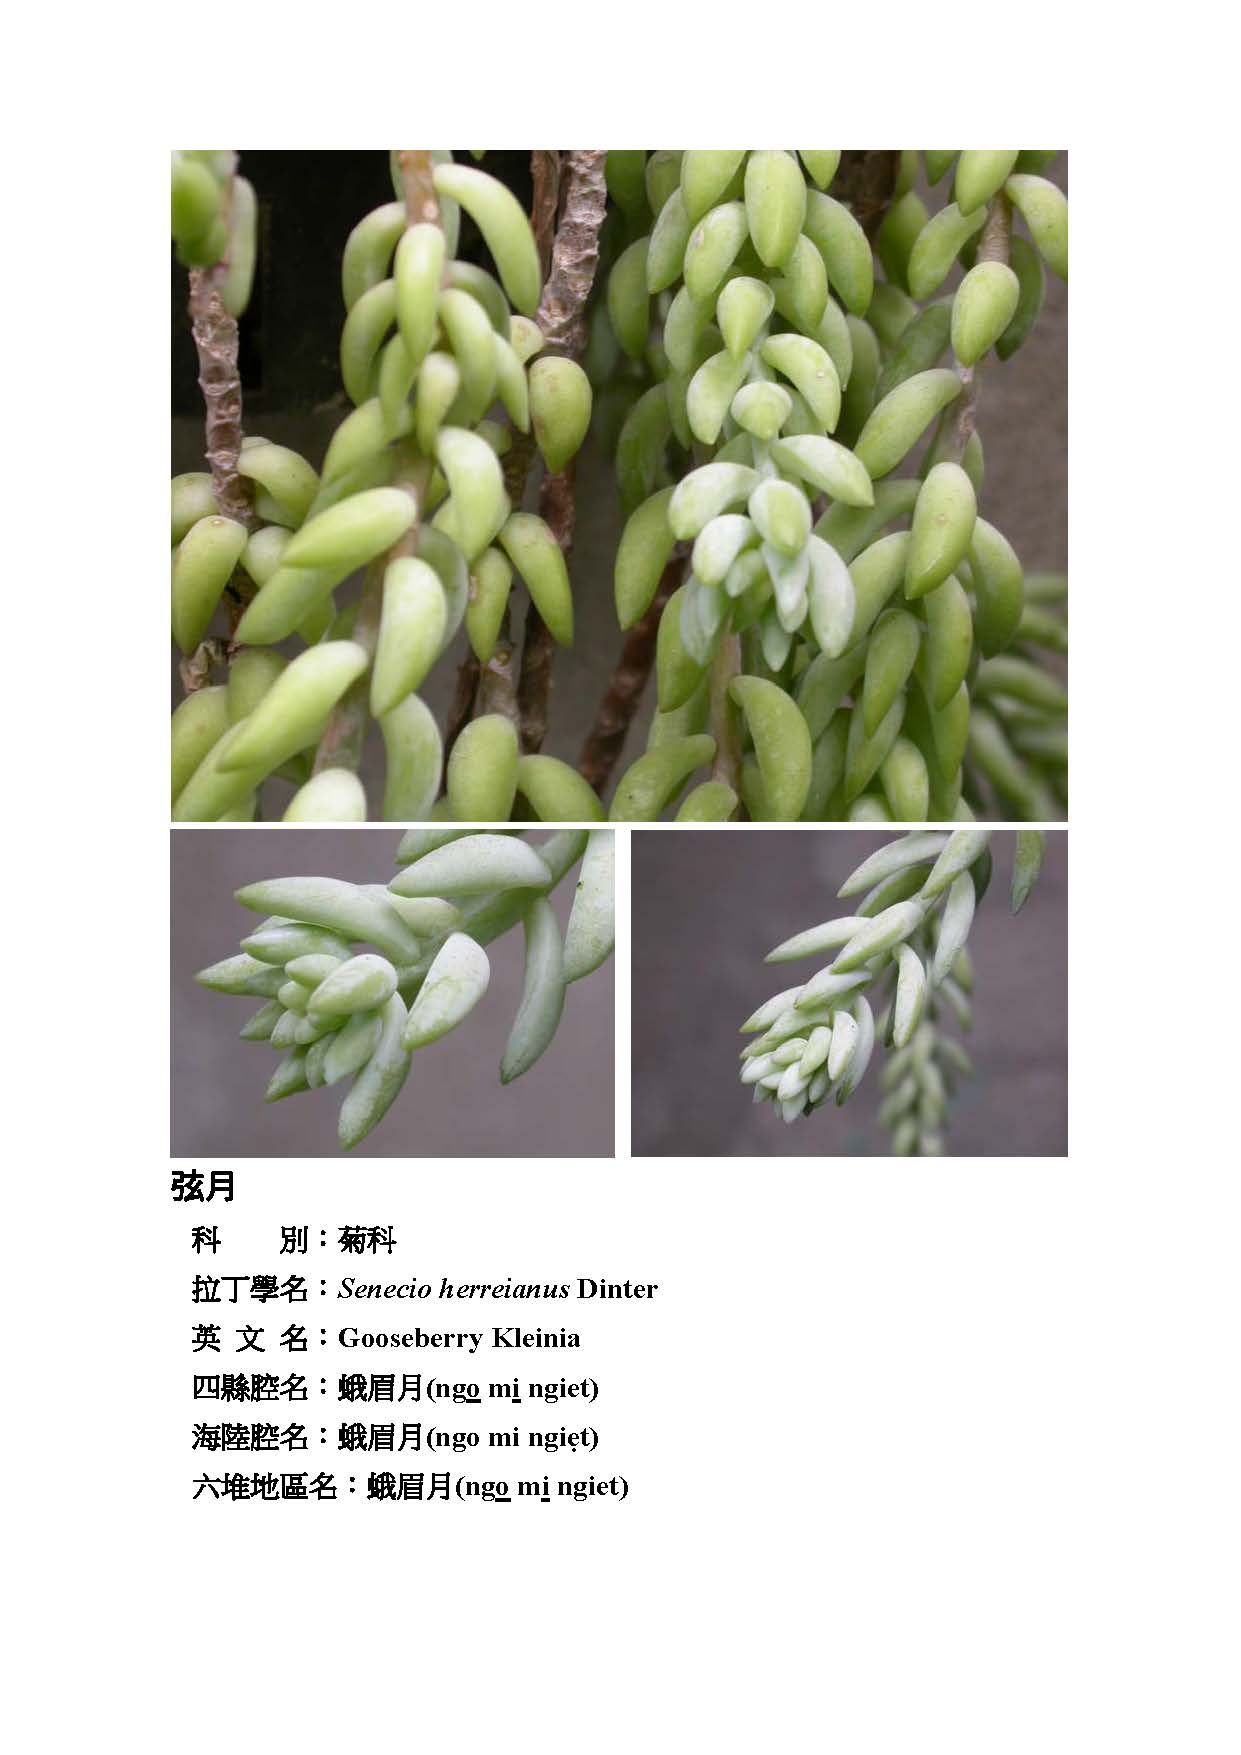 弦月
科　　別：菊科
拉丁學名：Senecio herreianus Dinter
英 文 名：Gooseberry Kleinia
四縣腔名：蛾眉月(ngo mi ngiet)
海陸腔名：蛾眉月(ngo mi ngiẹt)
六堆地區名：蛾眉月(ngo mi ngiet)